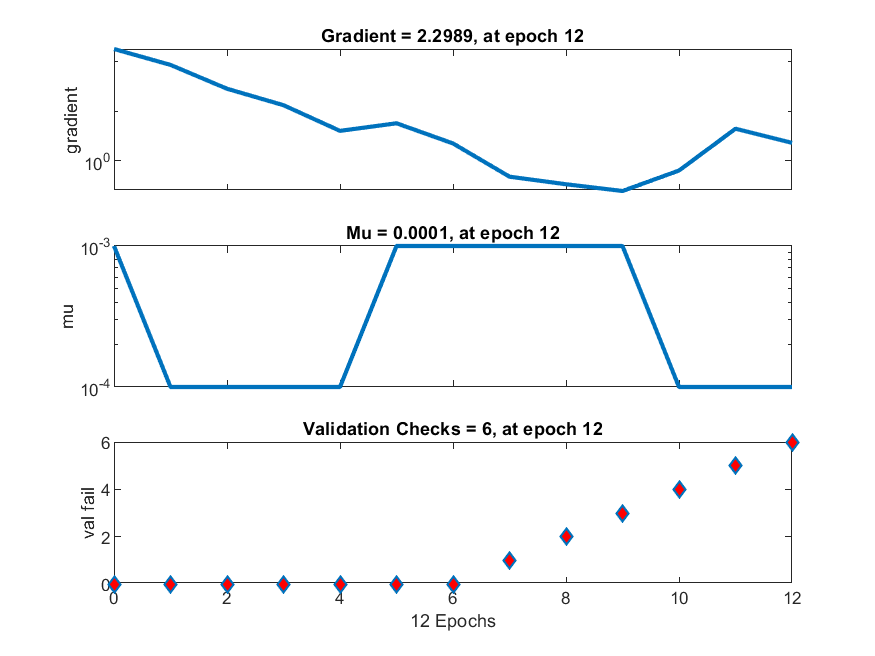 Gradient = 2.2989, at epoch 12
gradient
10^0
Mu = 0.0001, at epoch 12
10^-3
mu
10^-4
Validation Checks = 6, at epoch 12
6
4
val fail
2
0
0 2 4 6 8 10 12
12 Epochs